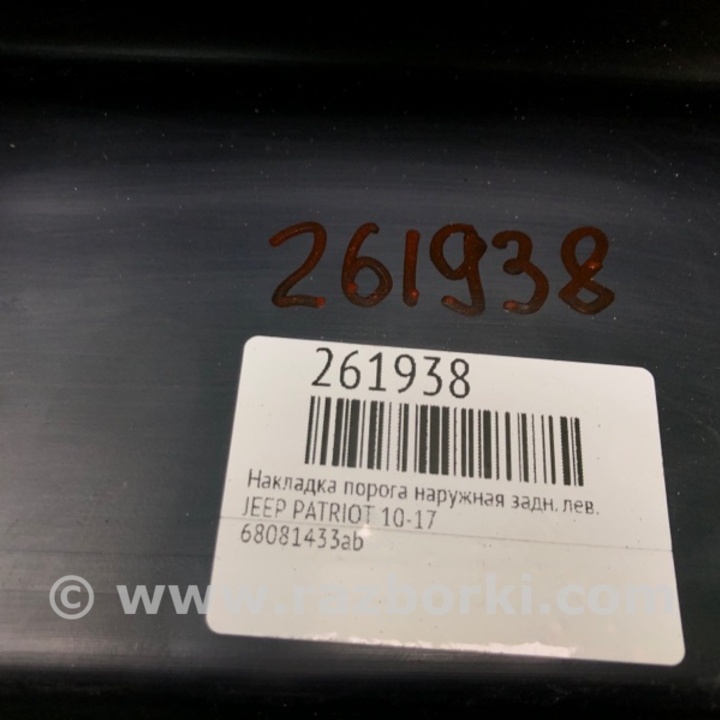 261938
261938
Накладка порога наружная задн. лев.
JEEP PATRIOT 10-17
68081433ab
© www.razborki.com